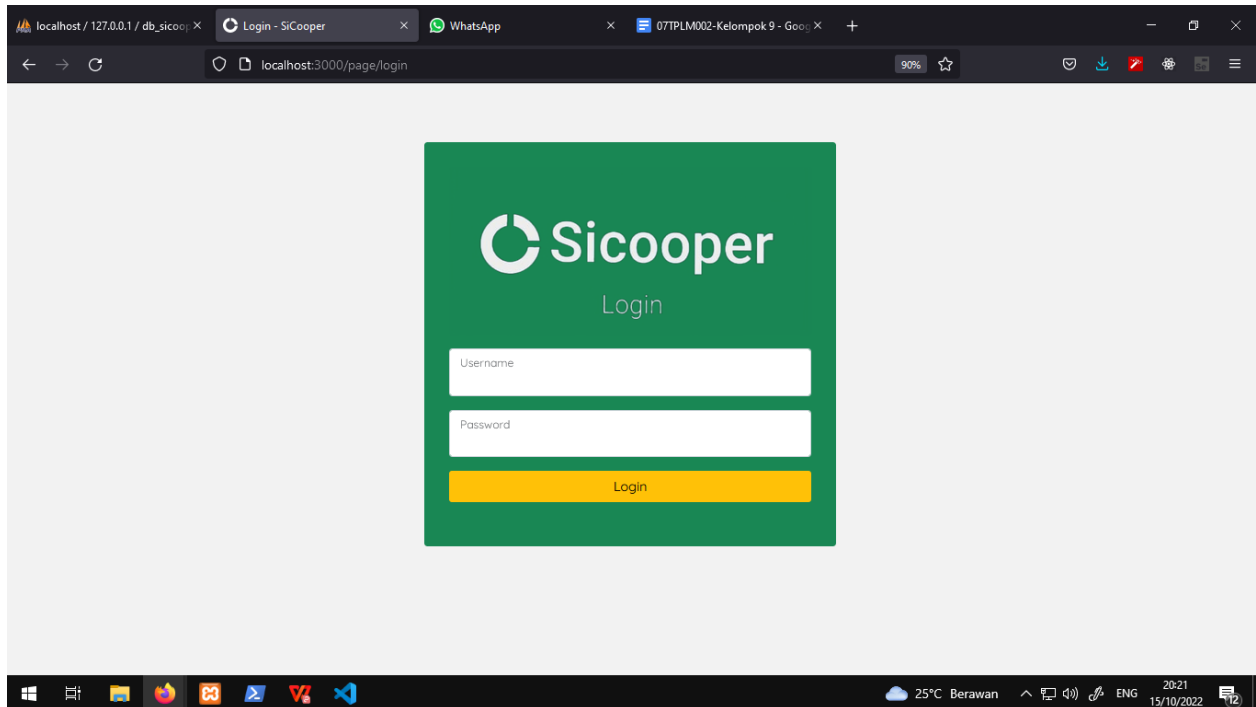 localhost / 127.0.0.1 / db_sicoop
Login - SiCooper
WhatsApp
07TPLM002-Kelompok 9 - Goog
localhost:3000/page/login
90%
Sicooper
Login
Username
Password
Login
25°C Berawan
ENG
20:21
15/10/2022
12